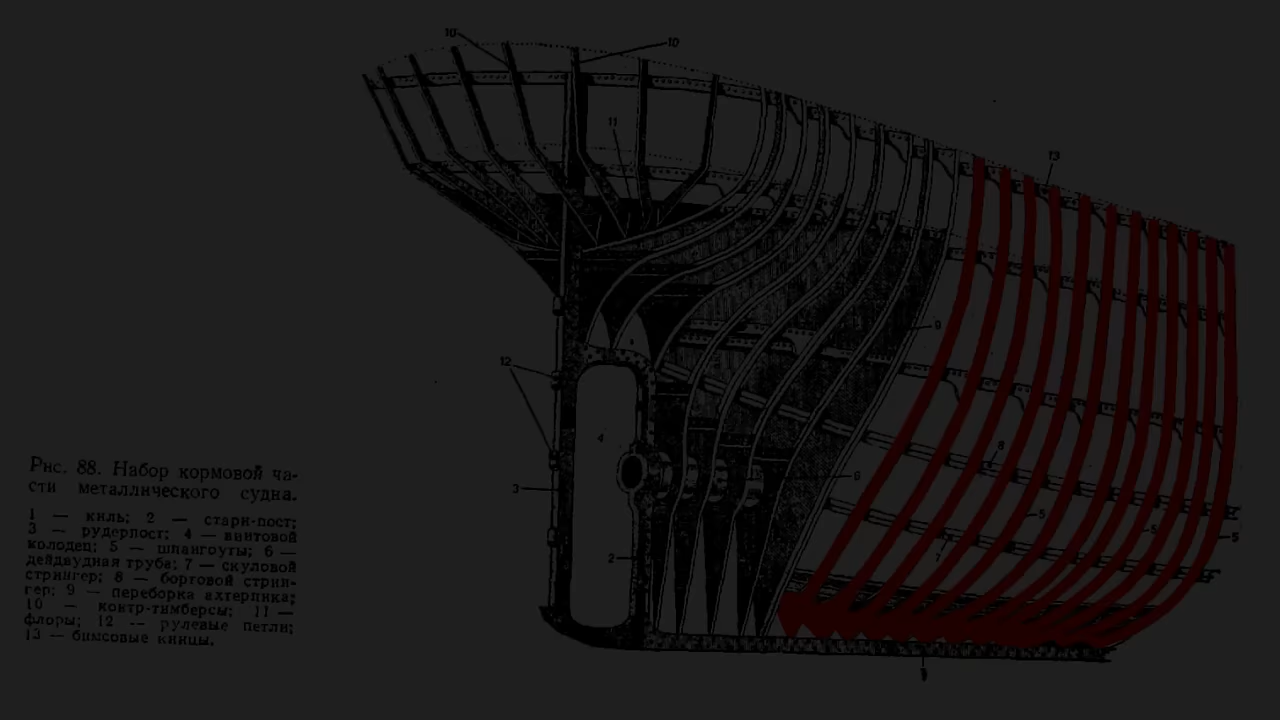 10
10
11
13
9
12
4
8
6
3
5
5
5
7
2
Рис. 88. Набор кормовой ча-
сти металлического судна.
1 — киль; 2 — стари-пост;
3 — рудерпост; 4 — винтовой
колодец; 5 — шпангоуты; 6 —
дейдвудная труба; 7 — скуловой
стрингер; 8 — бортовой стрин-
гер; 9 — переборка ахтерпика;
10 — контр-тимберсы; 11 —
флоры; 12 — рулевые петли;
13 — бимсовые кницы.